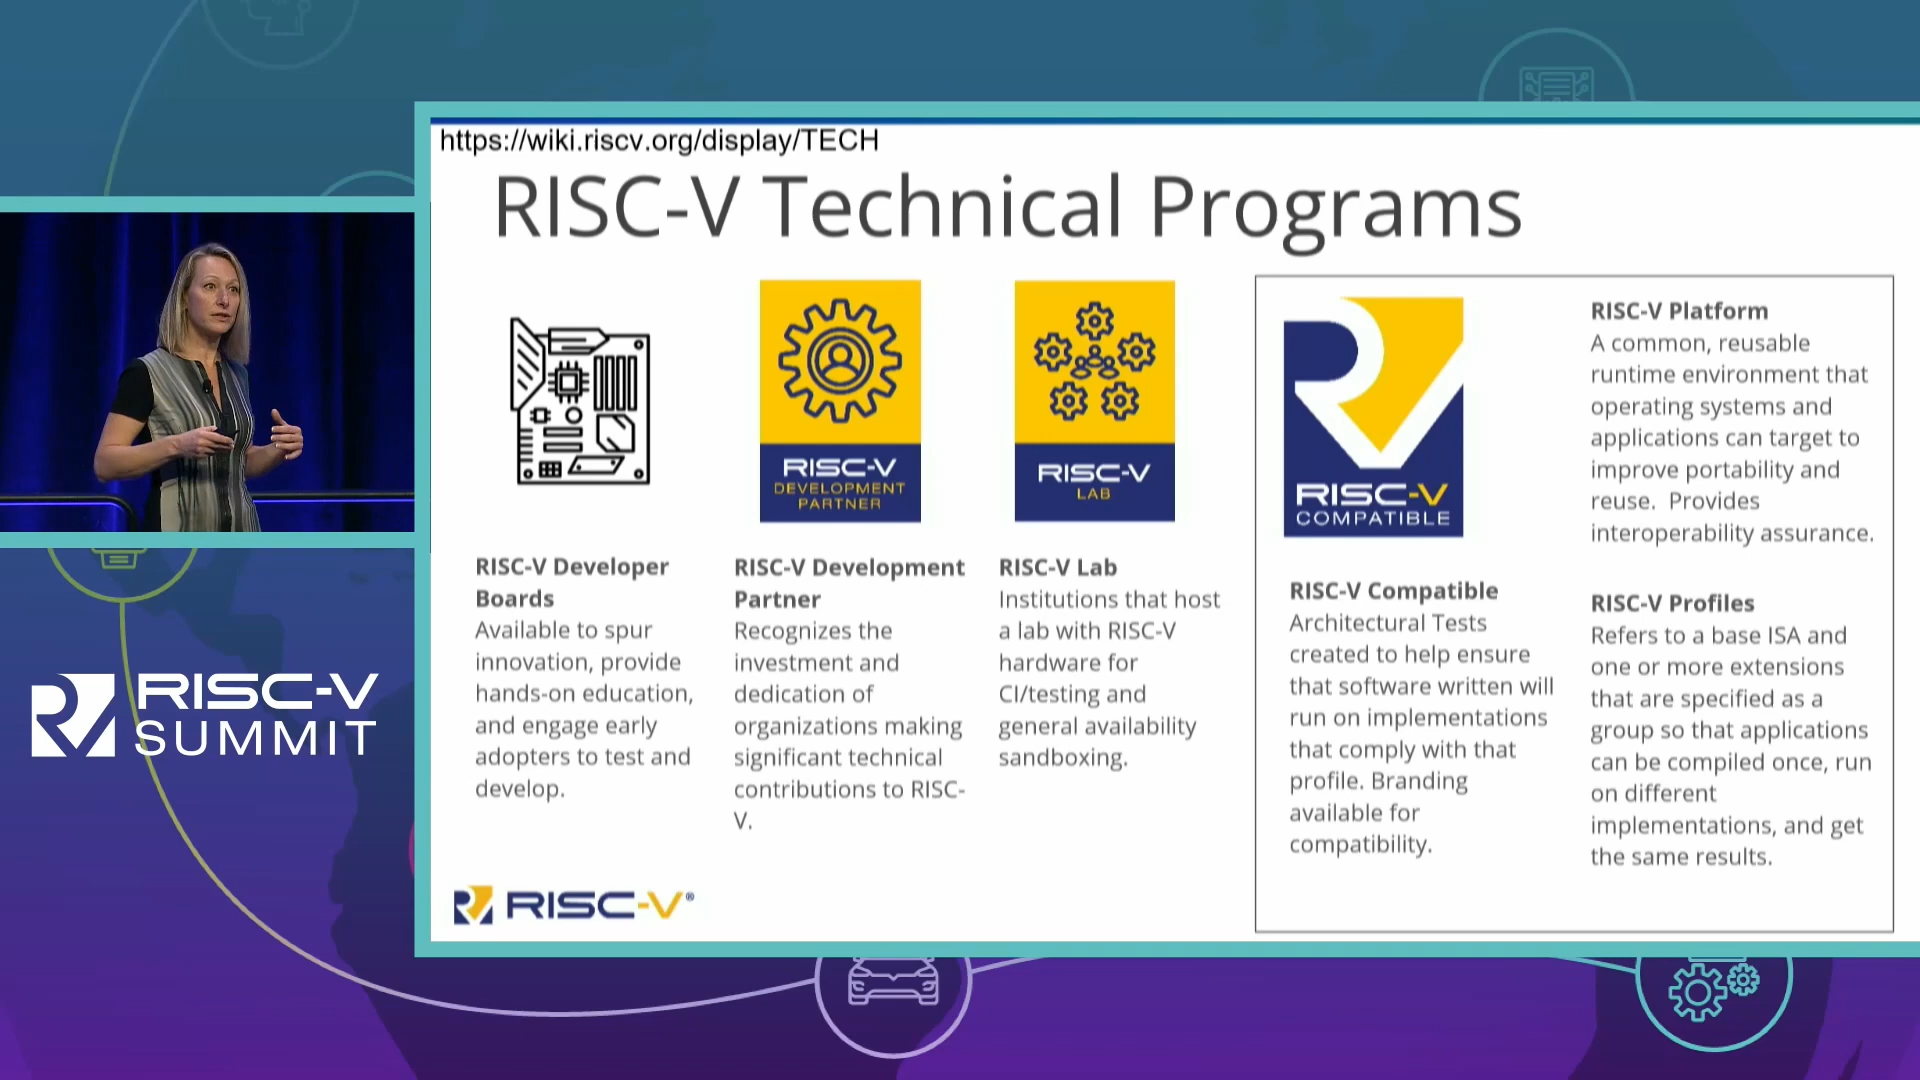 https://wiki.riscv.org/display/TECH
RISC-V Technical Programs
RISC-V
DEVELOPMENT
PARTNER
RISC-V
LAB
RISC-V
COMPATIBLE
RISC-V Developer
Boards
Available to spur
innovation, provide
hands-on education,
and engage early
adopters to test and
develop.
RISC-V Development
Partner
Recognizes the
investment and
dedication of
organizations making
significant technical
contributions to RISC-
V.
RISC-V Lab
Institutions that host
a lab with RISC-V
hardware for
CI/testing and
general availability
sandboxing.
RISC-V Compatible
Architectural Tests
created to help ensure
that software written will
run on implementations
that comply with that
profile. Branding
available for
compatibility.
RISC-V Platform
A common, reusable
runtime environment that
operating systems and
applications can target to
improve portability and
reuse.  Provides
interoperability assurance.
RISC-V Profiles
Refers to a base ISA and
one or more extensions
that are specified as a
group so that applications
can be compiled once, run
on different
implementations, and get
the same results.
RISC-V®
RISC-V
SUMMIT